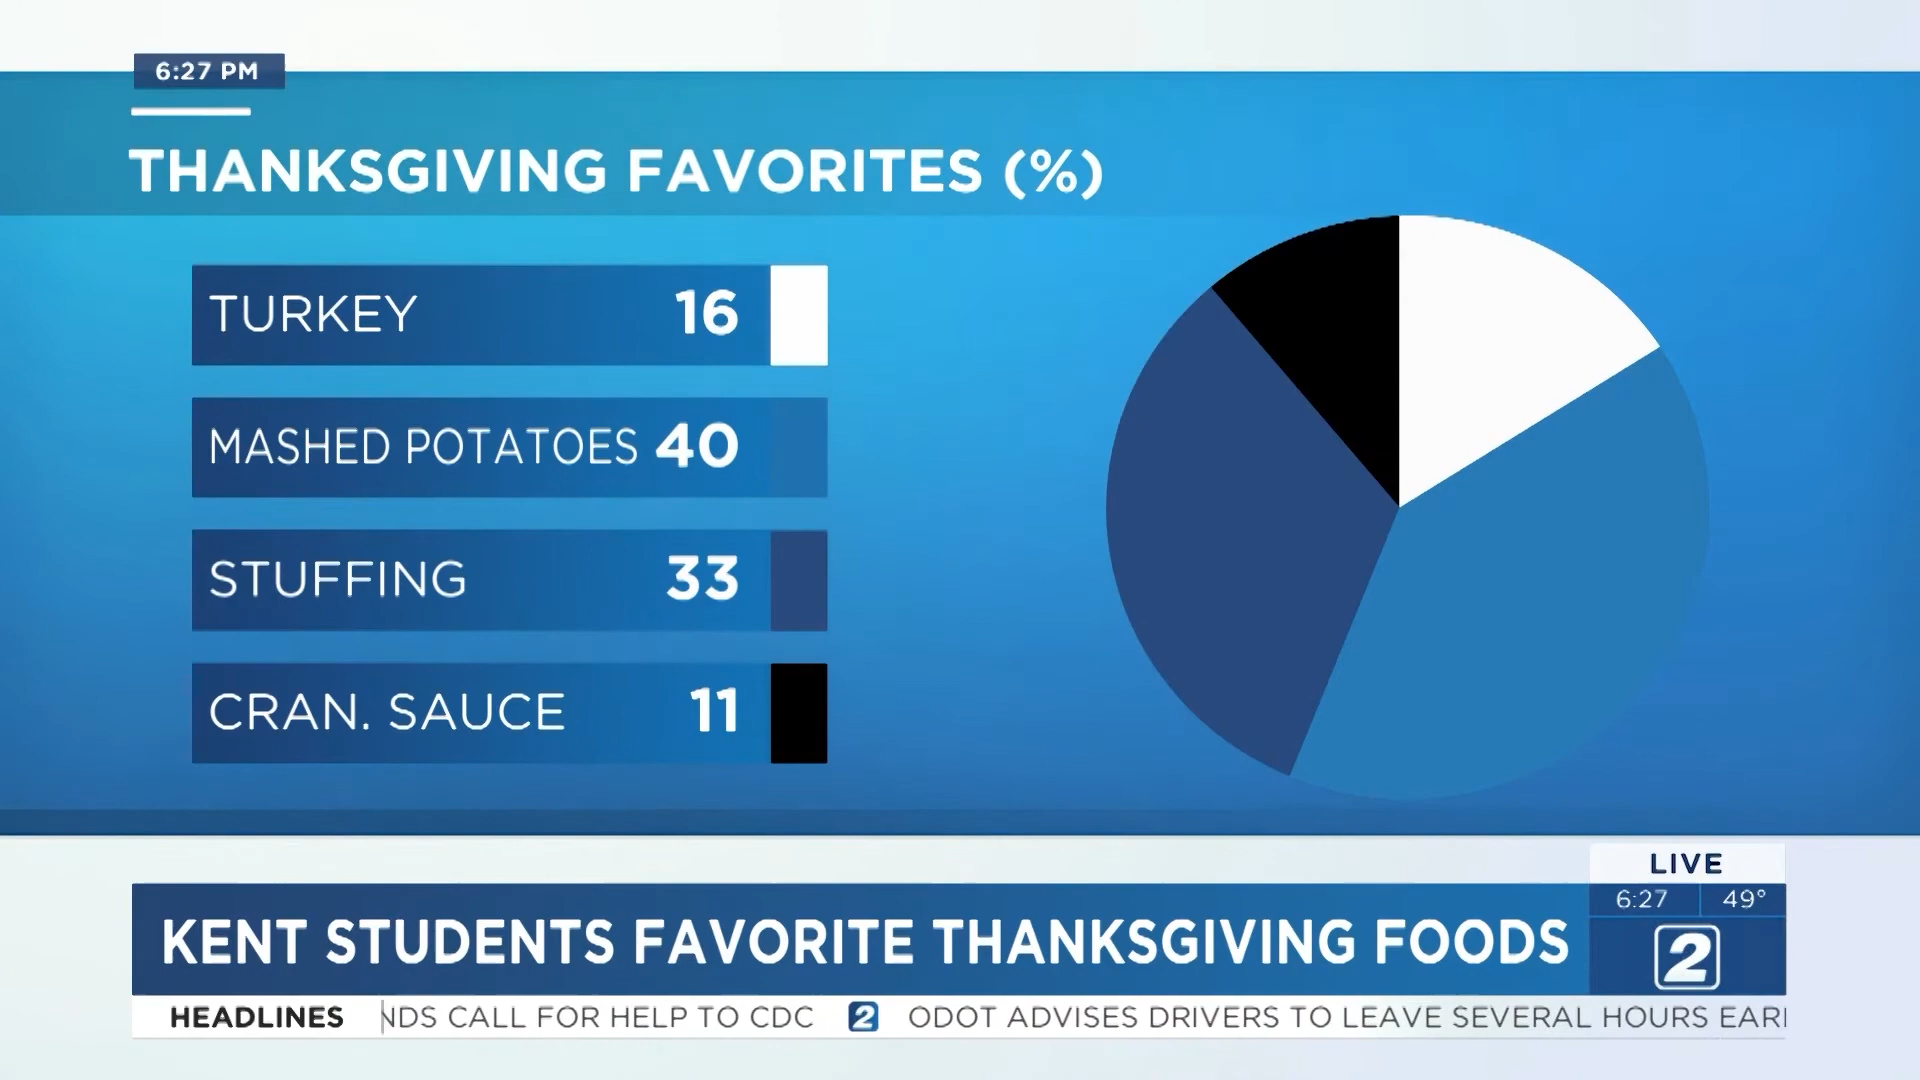 6:27 PM
THANKSGIVING FAVORITES (%)
TURKEY 16
MASHED POTATOES 40
STUFFING 33
CRAN. SAUCE 11
LIVE
6:27 49°
KENT STUDENTS FAVORITE THANKSGIVING FOODS
2
HEADLINES NDS CALL FOR HELP TO CDC 2 ODOT ADVISES DRIVERS TO LEAVE SEVERAL HOURS EARL